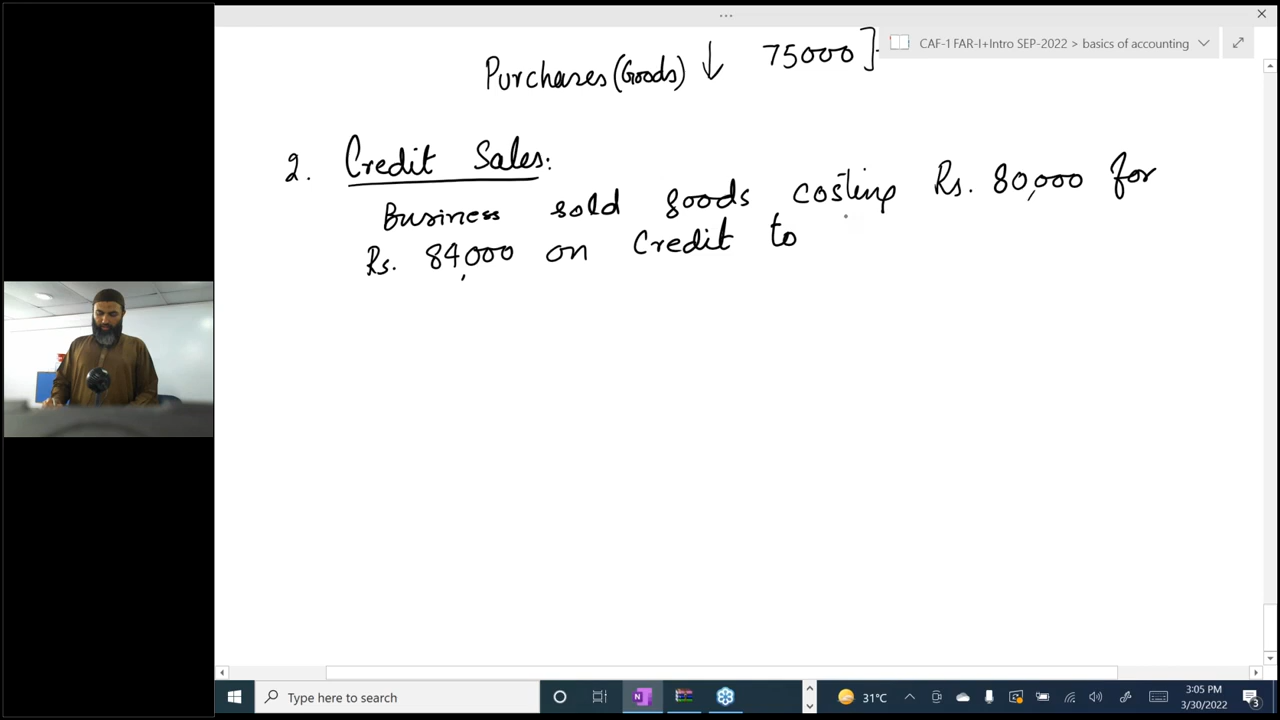 CAF-1 FAR-I+Intro SEP-2022 > basics of accounting
Purchases (Goods) ↓ 75000 ]
2. Credit Sales:
Business sold goods costing Rs. 80,000 for
Rs. 84,000 on Credit to
Type here to search
31°C
3:05 PM
3/30/2022
3